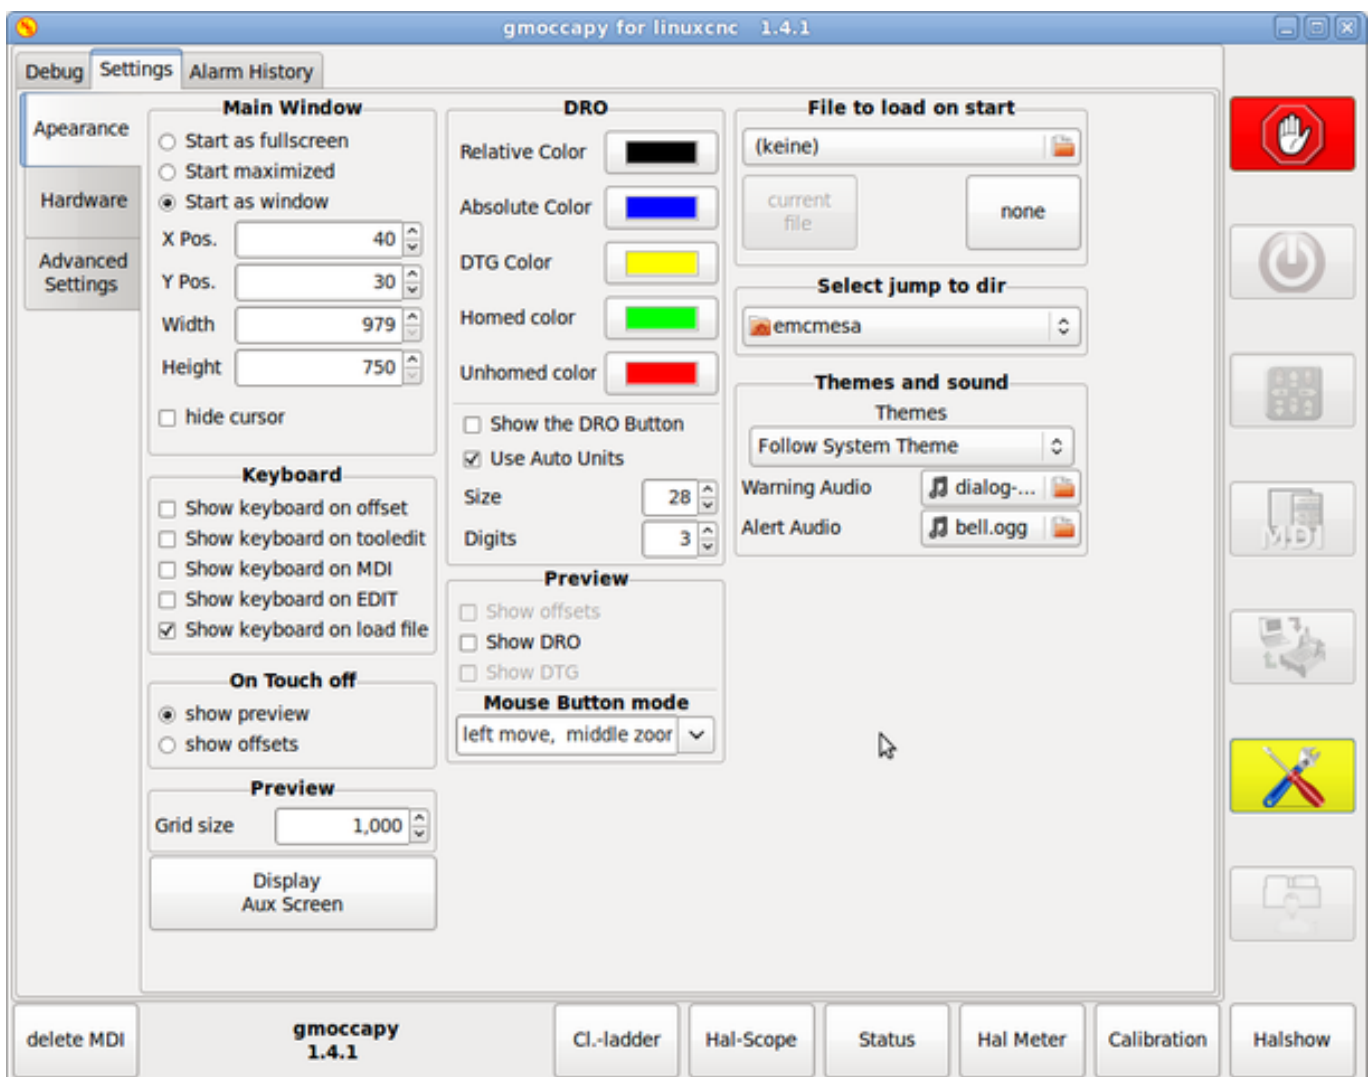 gmoccapy for linuxcnc 1.4.1
Debug
Settings
Alarm History
Apearance
Hardware
Advanced
Settings
Main Window
Start as fullscreen
Start maximized
Start as window
X Pos. 40
Y Pos. 30
Width 979
Height 750
hide cursor
Keyboard
Show keyboard on offset
Show keyboard on tooledit
Show keyboard on MDI
Show keyboard on EDIT
Show keyboard on load file
On Touch off
show preview
show offsets
Preview
Grid size 1,000
Display
Aux Screen
DRO
Relative Color
Absolute Color
DTG Color
Homed color
Unhomed color
Show the DRO Button
Use Auto Units
Size 28
Digits 3
Preview
Show offsets
Show DRO
Show DTG
Mouse Button mode
left move, middle zoor
File to load on start
(keine)
current
file
none
Select jump to dir
emcmesa
Themes and sound
Themes
Follow System Theme
Warning Audio dialog-...
Alert Audio bell.ogg
MDI
delete MDI
gmoccapy
1.4.1
Cl.-ladder
Hal-Scope
Status
Hal Meter
Calibration
Halshow